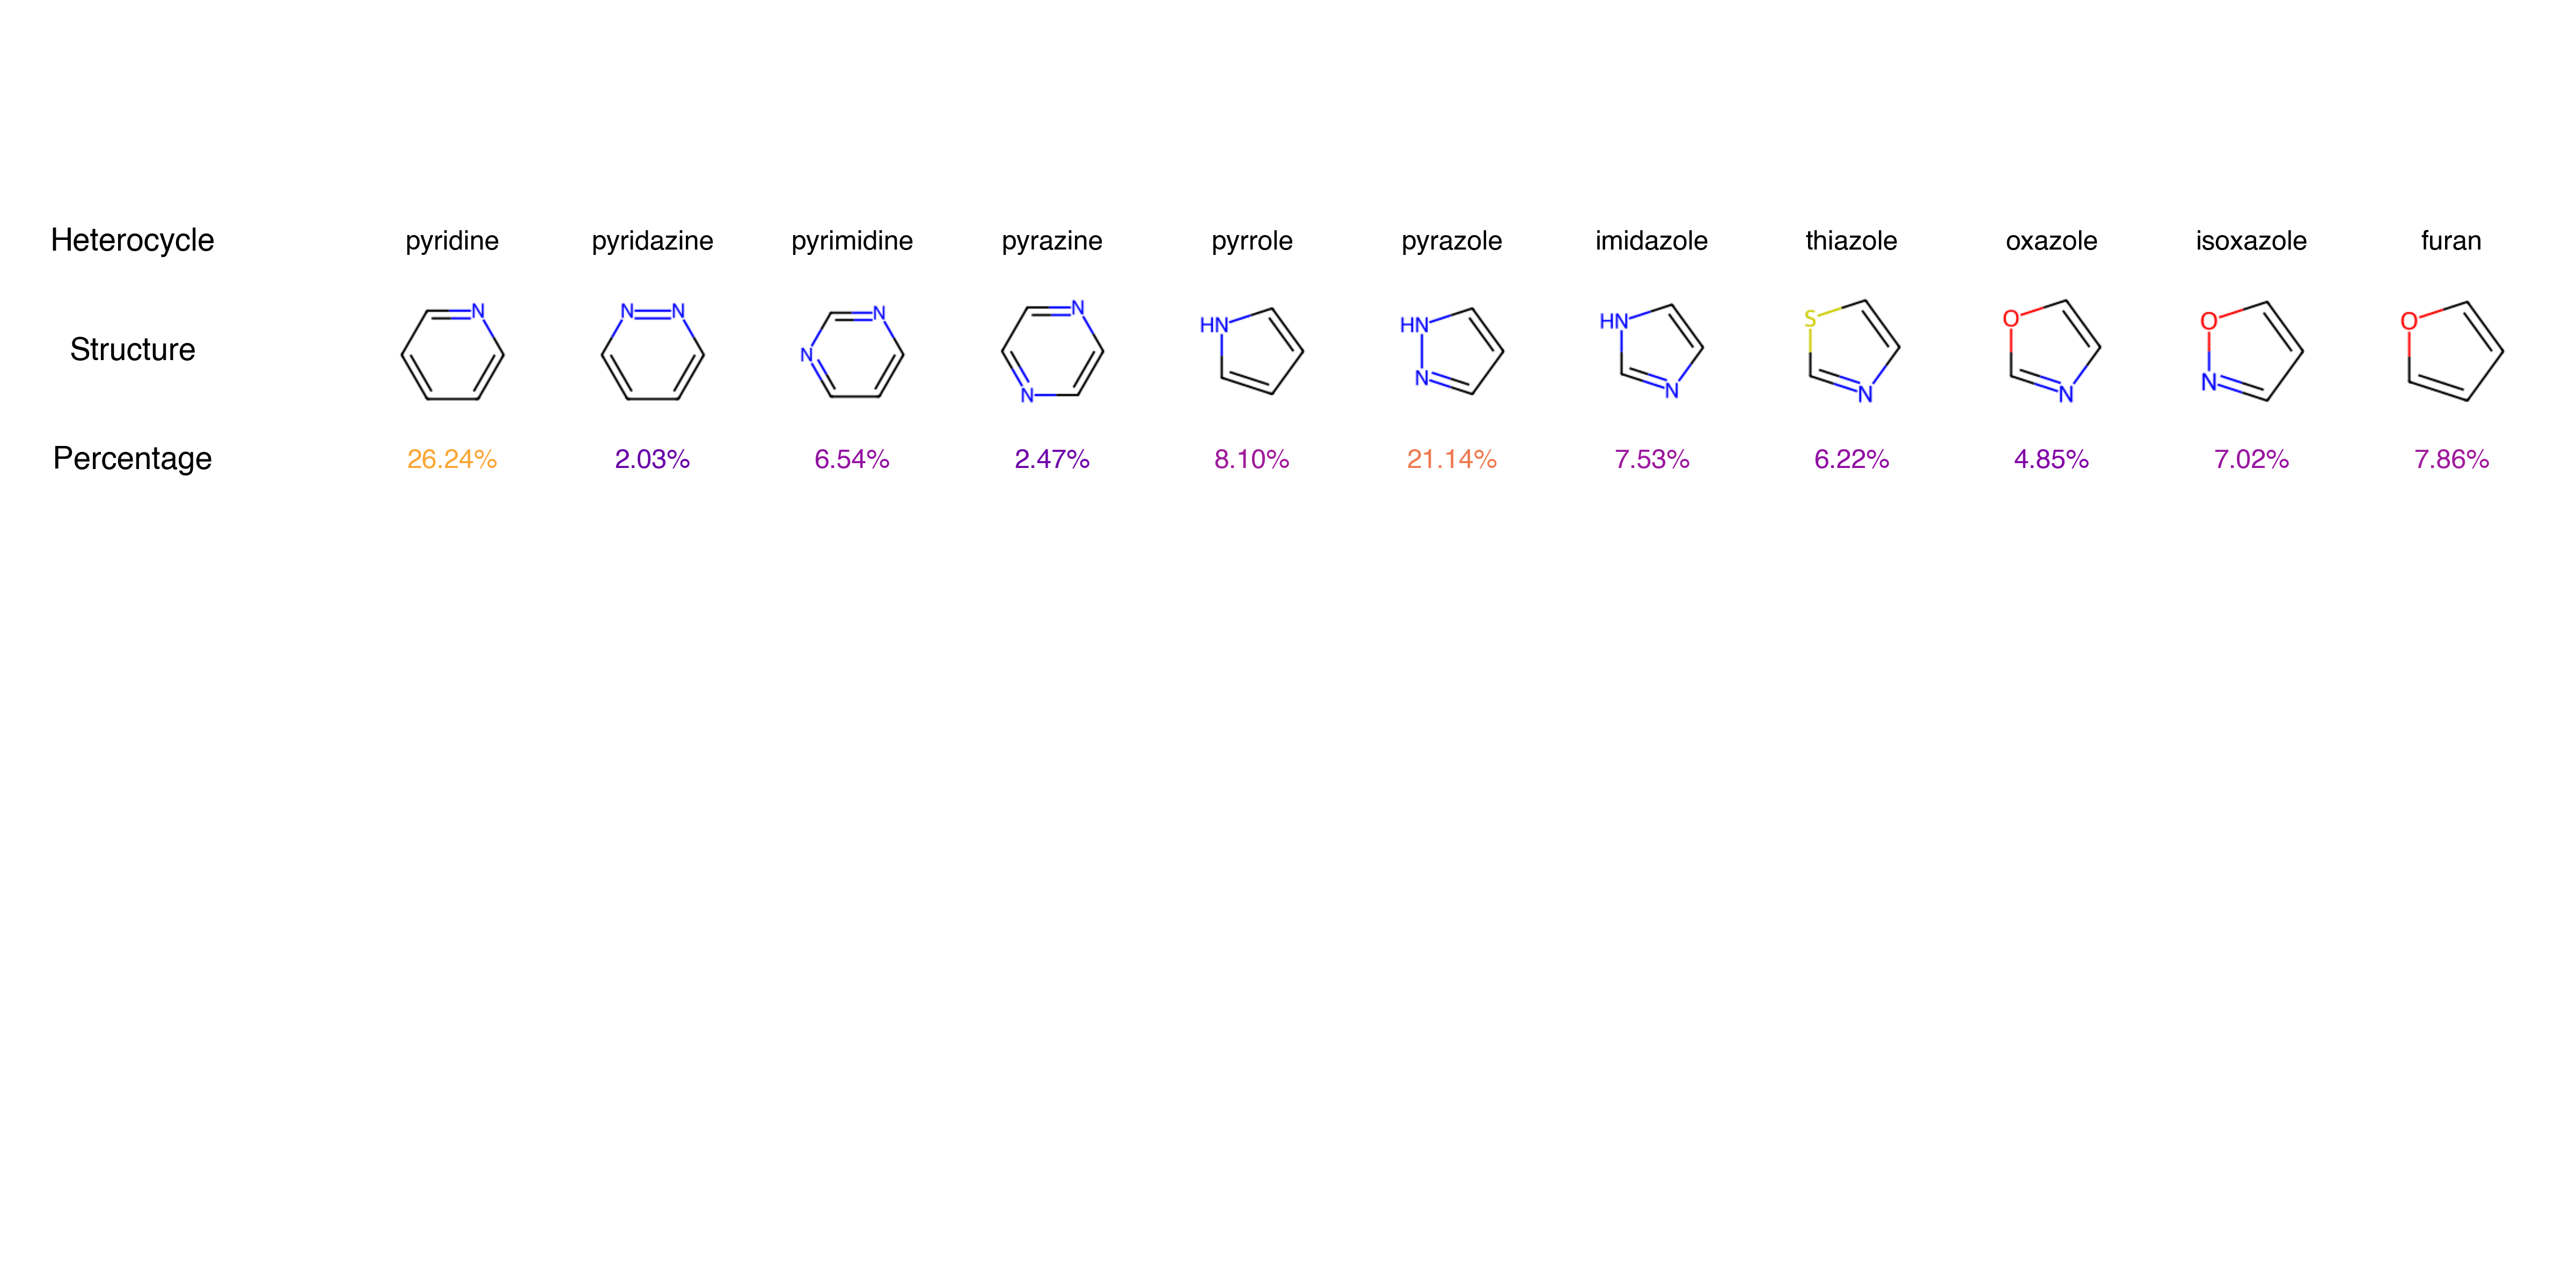 Heterocycle pyridine pyridazine pyrimidine pyrazine pyrrole pyrazole imidazole thiazole oxazole isoxazole furan
Structure N N N N N N N HN HN N HN N S N O N O N O
Percentage 26.24% 2.03% 6.54% 2.47% 8.10% 21.14% 7.53% 6.22% 4.85% 7.02% 7.86%